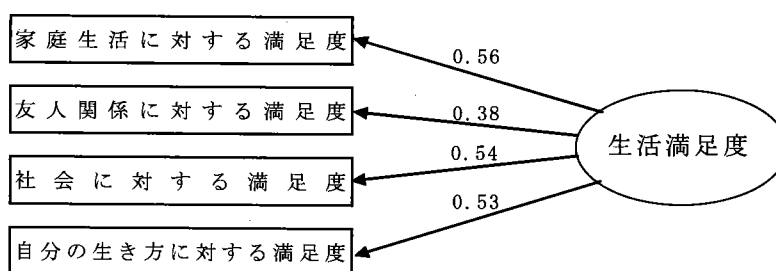 家庭生活に対する満足度
0.56
友人関係に対する満足度
0.38
生活満足度
社会に対する満足度
0.54
自分の生き方に対する満足度
0.53